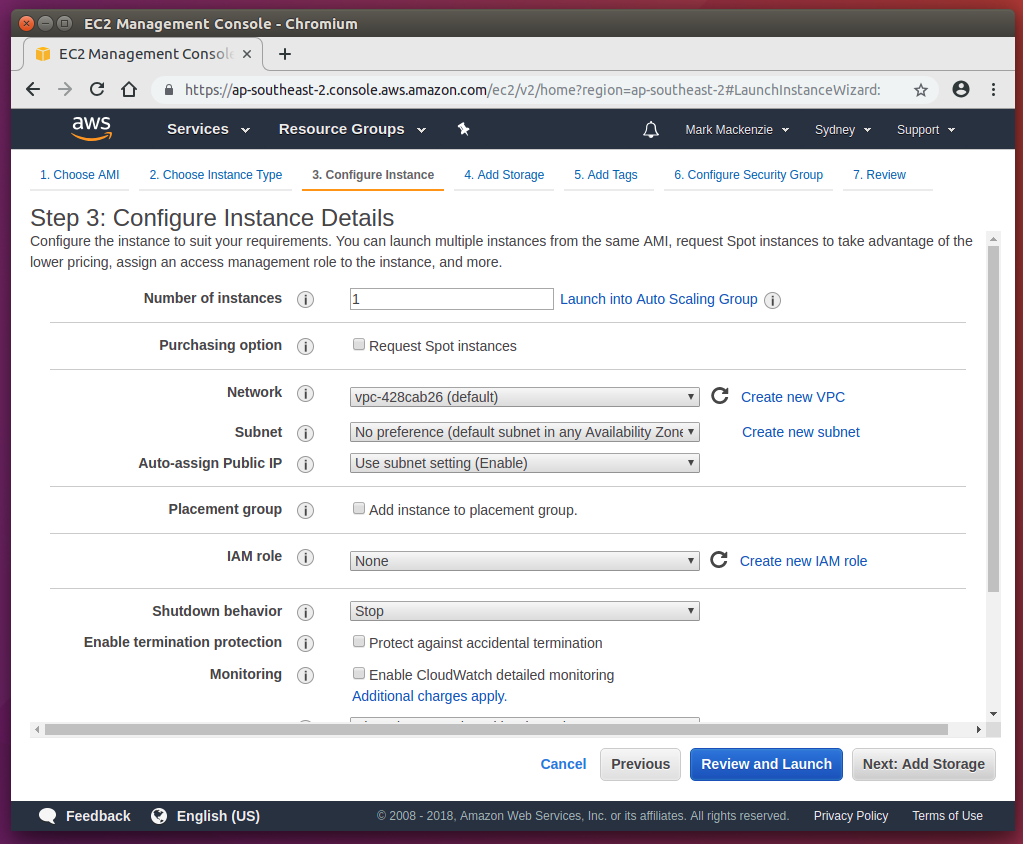 EC2 Management Console - Chromium
EC2 Management Console
https://ap-southeast-2.console.aws.amazon.com/ec2/v2/home?region=ap-southeast-2#LaunchInstanceWizard:
aws Services Resource Groups Mark Mackenzie Sydney Support
1. Choose AMI 2. Choose Instance Type 3. Configure Instance 4. Add Storage 5. Add Tags 6. Configure Security Group 7. Review
Step 3: Configure Instance Details
Configure the instance to suit your requirements. You can launch multiple instances from the same AMI, request Spot instances to take advantage of the
lower pricing, assign an access management role to the instance, and more.
Number of instances i 1 Launch into Auto Scaling Group i
Purchasing option i Request Spot instances
Network i vpc-428cab26 (default) Create new VPC
Subnet i No preference (default subnet in any Availability Zone Create new subnet
Auto-assign Public IP i Use subnet setting (Enable)
Placement group i Add instance to placement group.
IAM role i None Create new IAM role
Shutdown behavior i Stop
Enable termination protection i Protect against accidental termination
Monitoring i Enable CloudWatch detailed monitoring
Additional charges apply.
Cancel Previous Review and Launch Next: Add Storage
Feedback English (US) © 2008 - 2018, Amazon Web Services, Inc. or its affiliates. All rights reserved. Privacy Policy Terms of Use